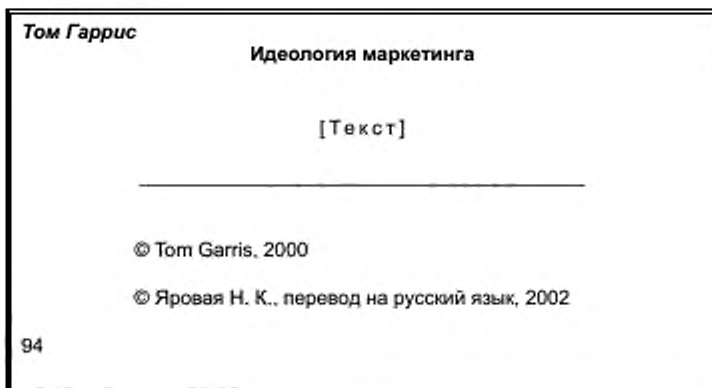 Том Гаррис
Идеология маркетинга
[Текст]
© Tom Garris, 2000
© Яровая Н. К., перевод на русский язык, 2002
94